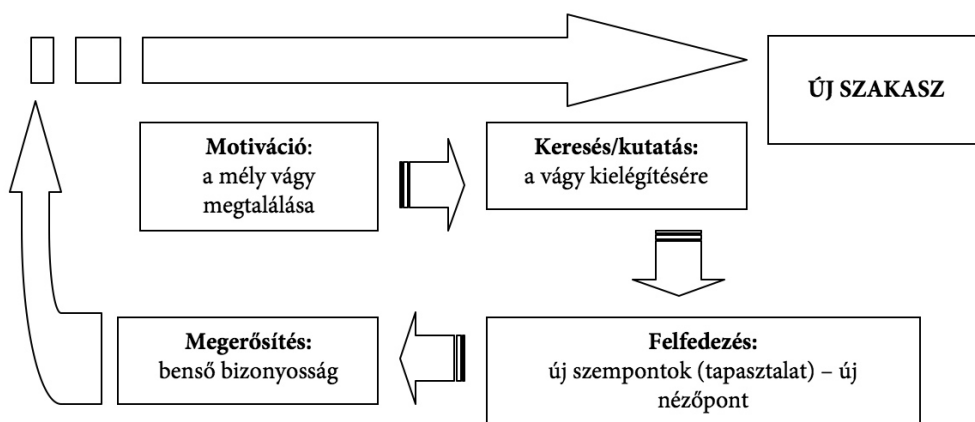 ÚJ SZAKASZ
Motiváció:
a mély vágy
megtalálása
Keresés/kutatás:
a vágy kielégítésére
Felfedezés:
új szempontok (tapasztalat) – új
nézőpont
Megerősítés:
benső bizonyosság